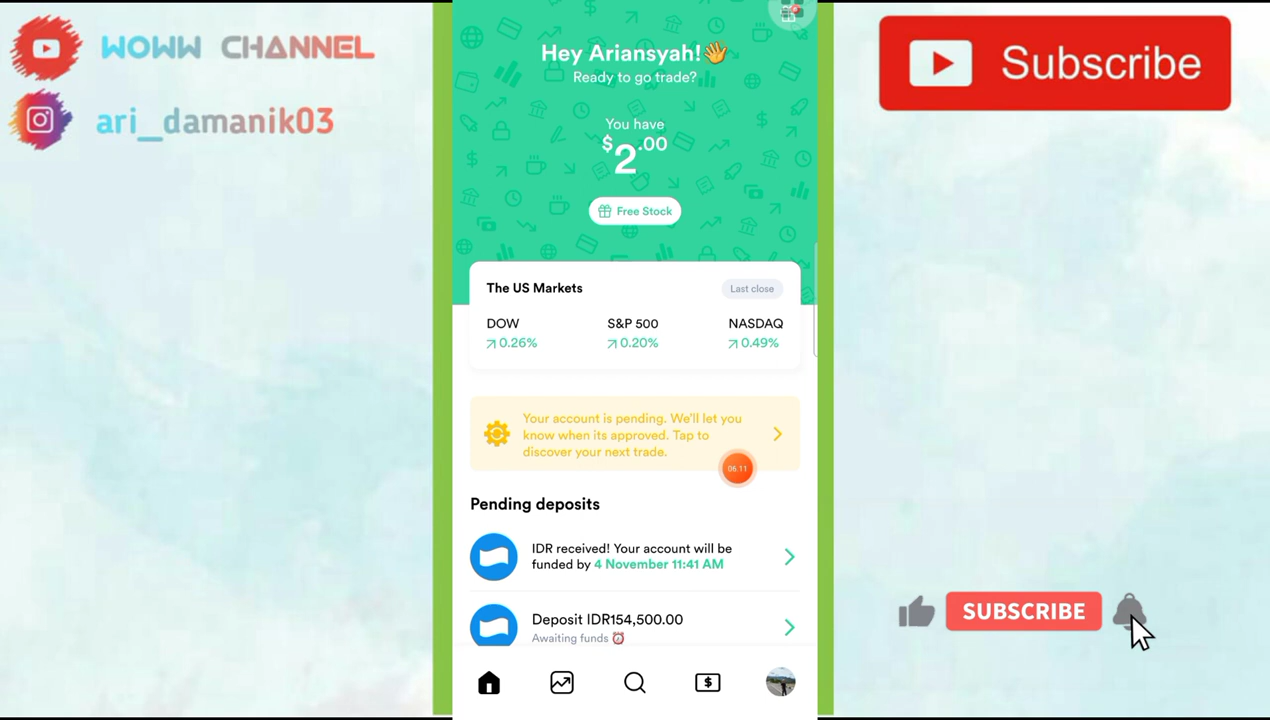 WOWW CHANNEL
ari_damanik03
Subscribe
Hey Ariansyah!👋
Ready to go trade?
You have
$2.00
Free Stock
The US Markets
Last close
DOW
S&P 500
NASDAQ
0.26%
0.20%
0.49%
Your account is pending. We'll let you
know when its approved. Tap to
discover your next trade.
06:11
Pending deposits
IDR received! Your account will be
funded by 4 November 11:41 AM
Deposit IDR154,500.00
Awaiting funds ⏰
SUBSCRIBE